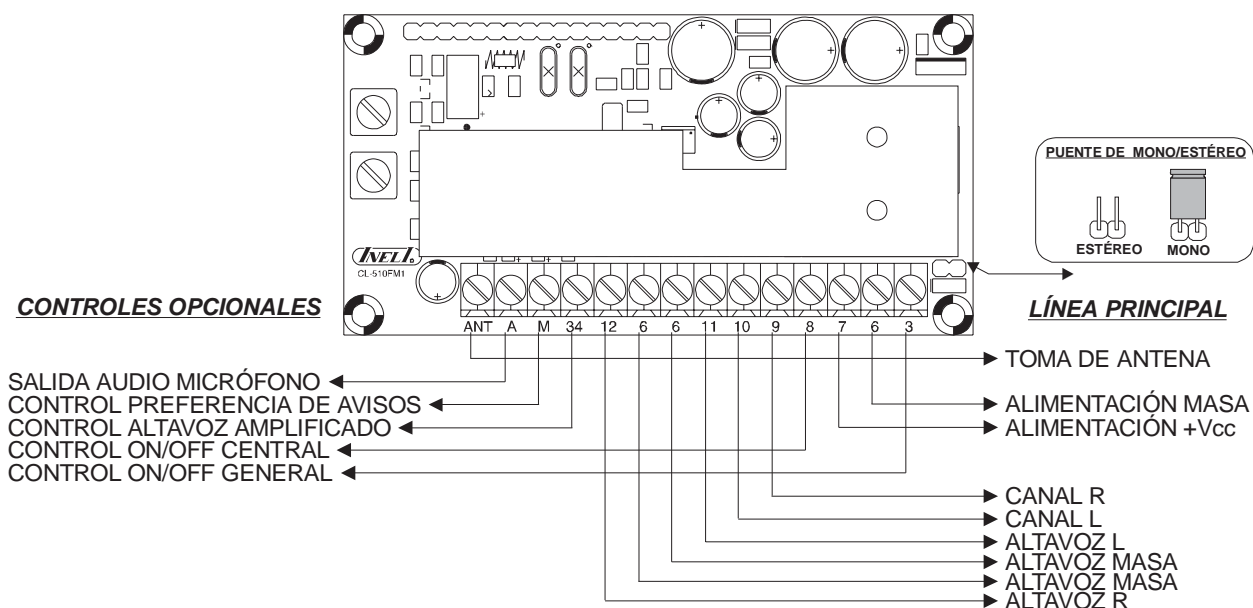 PUENTE DE MONO/ESTÉREO
ESTÉREO MONO
INELI.
CL-510FM1
CONTROLES OPCIONALES
LÍNEA PRINCIPAL
ANT A M 34 12 6 6 11 10 9 8 7 6 3
TOMA DE ANTENA
SALIDA AUDIO MICRÓFONO
CONTROL PREFERENCIA DE AVISOS
CONTROL ALTAVOZ AMPLIFICADO
CONTROL ON/OFF CENTRAL
CONTROL ON/OFF GENERAL
ALIMENTACIÓN MASA
ALIMENTACIÓN +Vcc
CANAL R
CANAL L
ALTAVOZ L
ALTAVOZ MASA
ALTAVOZ MASA
ALTAVOZ R